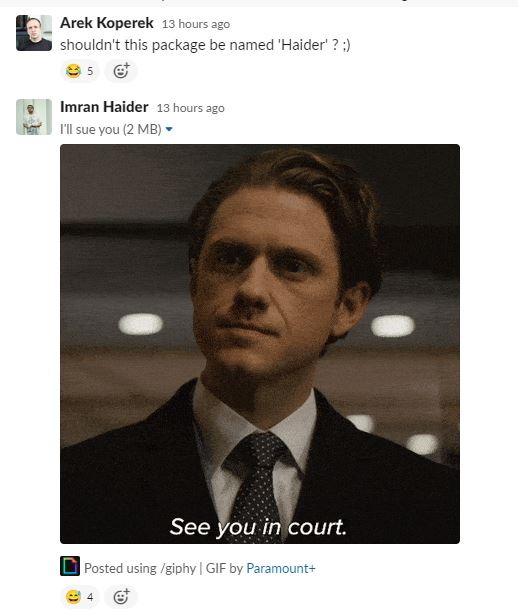 Arek Koperek 13 hours ago
shouldn't this package be named 'Haider' ? ;)
5
Imran Haider 13 hours ago
I'll sue you (2 MB)
See you in court.
Posted using /giphy | GIF by Paramount+
4